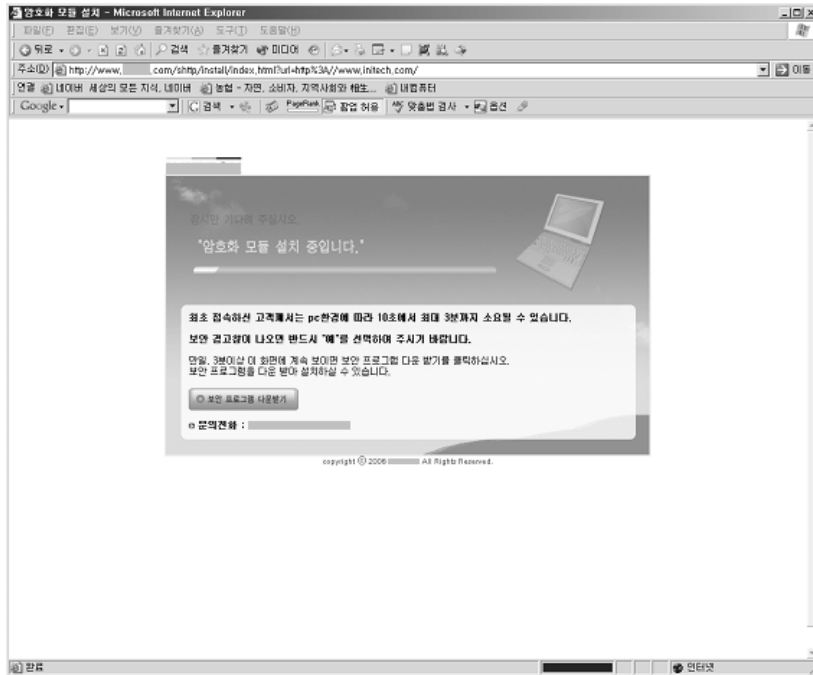 암호화 모듈 설치 - Microsoft Internet Explorer
파일(F) 편집(E) 보기(V) 즐겨찾기(A) 도구(T) 도움말(H)
뒤로 검색 즐겨찾기 미디어
주소(D) http://www. .com/shttp/install/index.html?url=http%3A//www.initech.com/ 이동
연결 네이버 세상의 모든 지식, 네이버 농협 - 자연, 소비자, 지역사회와 相生... 내컴퓨터
Google 검색 PageRank 팝업 허용 맞춤법 검사 옵션
잠시만 기다려 주십시오.
"암호화 모듈 설치 중입니다."
최초 접속하신 고객께서는 pc환경에 따라 10초에서 최대 3분까지 소요될 수 있습니다.
보안 경고창이 나오면 반드시 "예"를 선택하여 주시기 바랍니다.
만일, 3분이상 이 화면에 계속 보이면 보안 프로그램 다운 받기를 클릭하십시오.
보안 프로그램을 다운 받아 설치하실 수 있습니다.
보안 프로그램 다운받기
문의전화 :
copyright ⓒ 2006 All Rights Reserved.
완료 인터넷